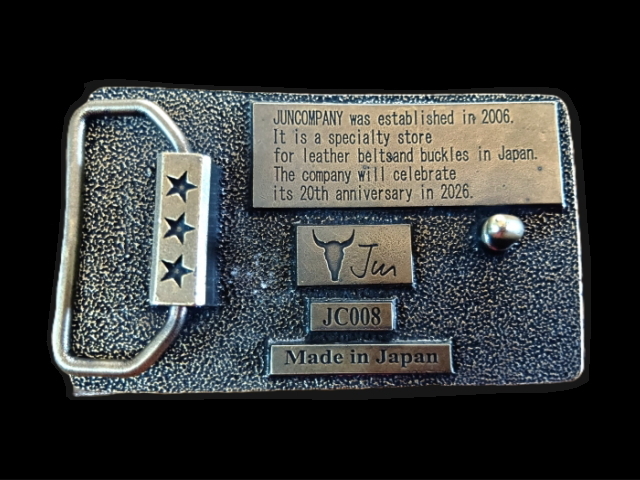 JUNCOMPANY was established in 2006.
It is a specialty store
for leather beltsand buckles in Japan.
The company will celebrate
its 20th anniversary in 2026.
Jun
JC008
Made in Japan